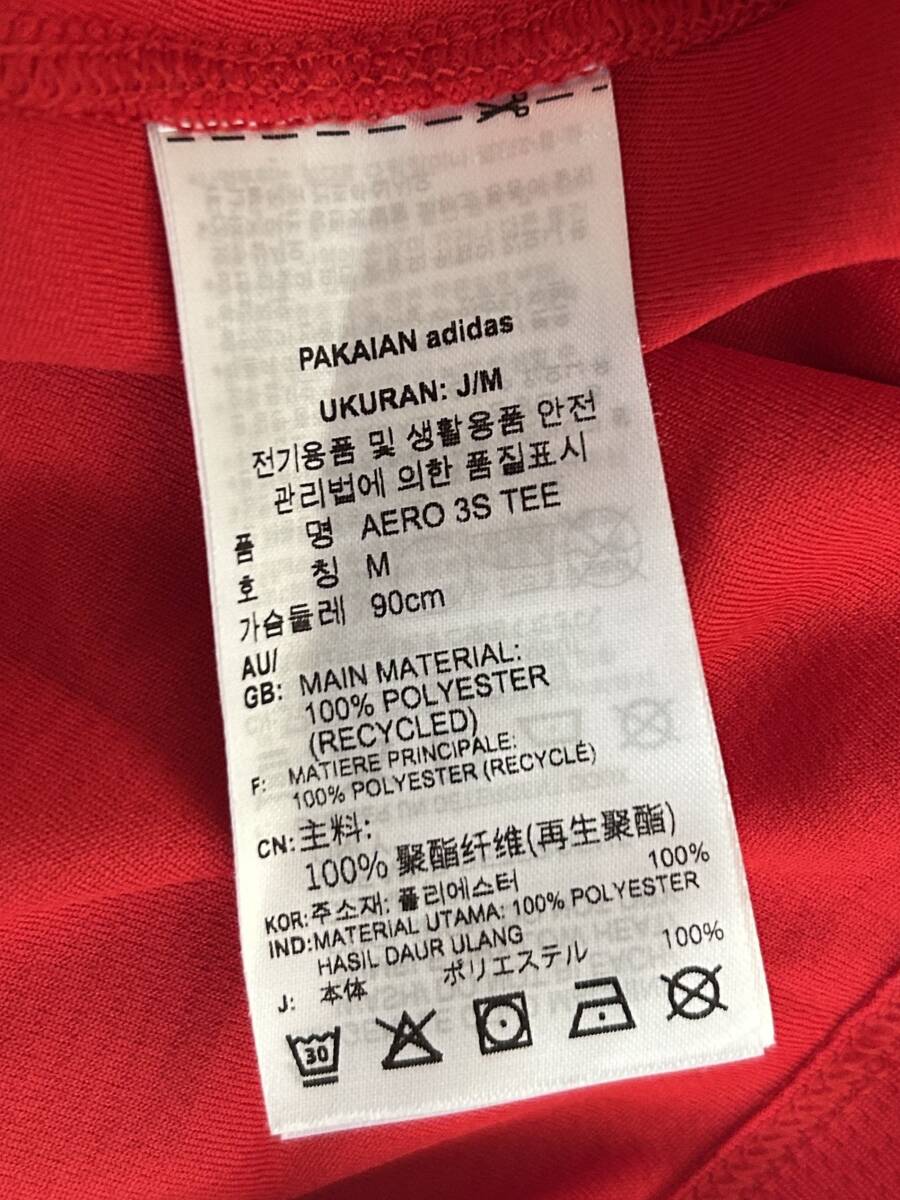 PAKAIAN adidas
UKURAN: J/M
전기용품 및 생활용품 안전
관리법에 의한 품질표시
품 명 AERO 3S TEE
호 칭 M
가슴둘레 90cm
AU/
GB: MAIN MATERIAL:
100% POLYESTER
(RECYCLED)
F: MATIERE PRINCIPALE:
100% POLYESTER (RECYCLÉ)
CN: 主料:
100% 聚酯纤维(再生聚酯)
KOR:주소재: 폴리에스터 100%
IND:MATERIAL UTAMA: 100% POLYESTER
HASIL DAUR ULANG
J: 本体 ポリエステル 100%
30